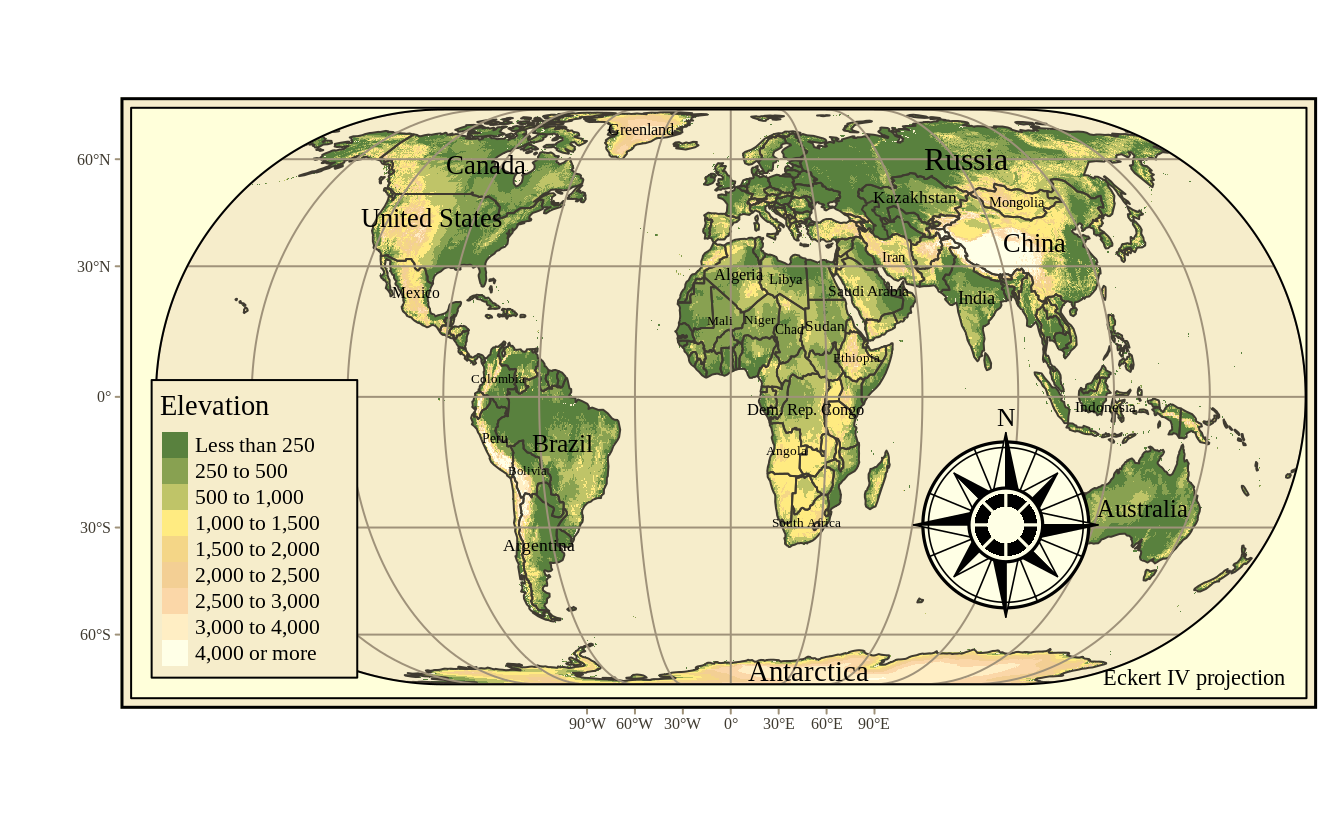 Greenland
60°N
Canada
Russia
Kazakhstan
Mongolia
United States
China
Iran
30°N
Algeria
Libya
Mexico
Saudi Arabia
India
Mali
Niger
Chad
Sudan
Ethiopia
Colombia
0°
Dem. Rep. Congo
Indonesia
N
Peru
Brazil
Angola
Bolivia
Australia
30°S
South Africa
Argentina
Elevation
Less than 250
250 to 500
500 to 1,000
1,000 to 1,500
1,500 to 2,000
2,000 to 2,500
2,500 to 3,000
3,000 to 4,000
4,000 or more
60°S
Antarctica
Eckert IV projection
90°W 60°W 30°W 0° 30°E 60°E 90°E